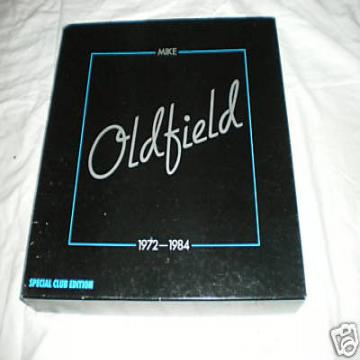 MIKE
Oldfield
1972—1984
SPECIAL CLUB EDITION